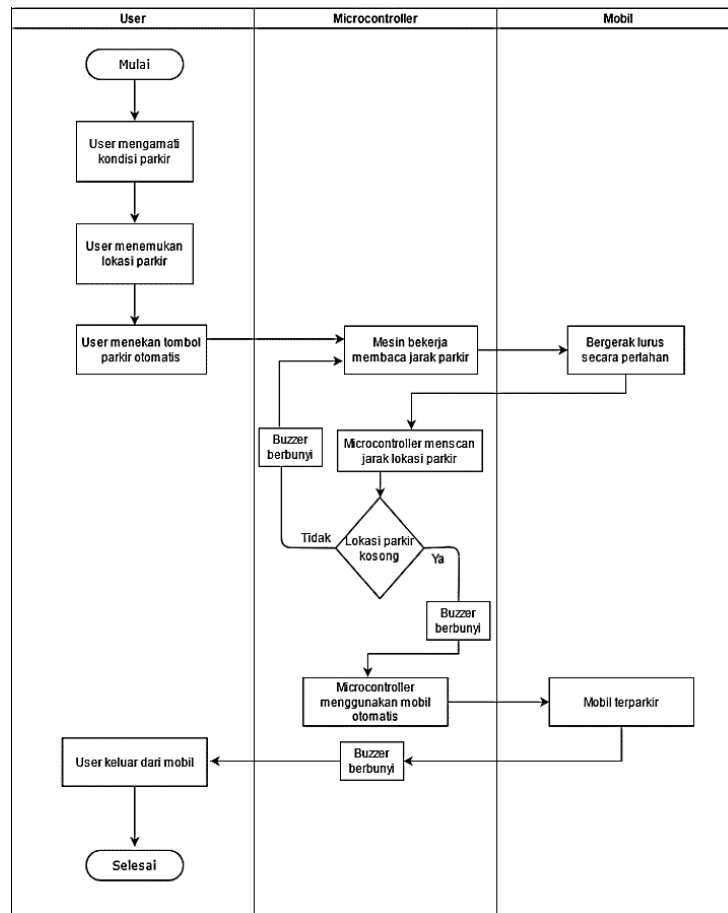 User
Microcontroller
Mobil
Mulai
User mengamati
kondisi parkir
User menemukan
lokasi parkir
User menekan tombol
parkir otomatis
Mesin bekerja
membaca jarak parkir
Bergerak lurus
secara perlahan
Buzzer
berbunyi
Microcontroller menscan
jarak lokasi parkir
Tidak
Lokasi parkir
kosong
Ya
Buzzer
berbunyi
Microcontroller
menggunakan mobil
otomatis
Mobil terparkir
Buzzer
berbunyi
User keluar dari mobil
Selesai